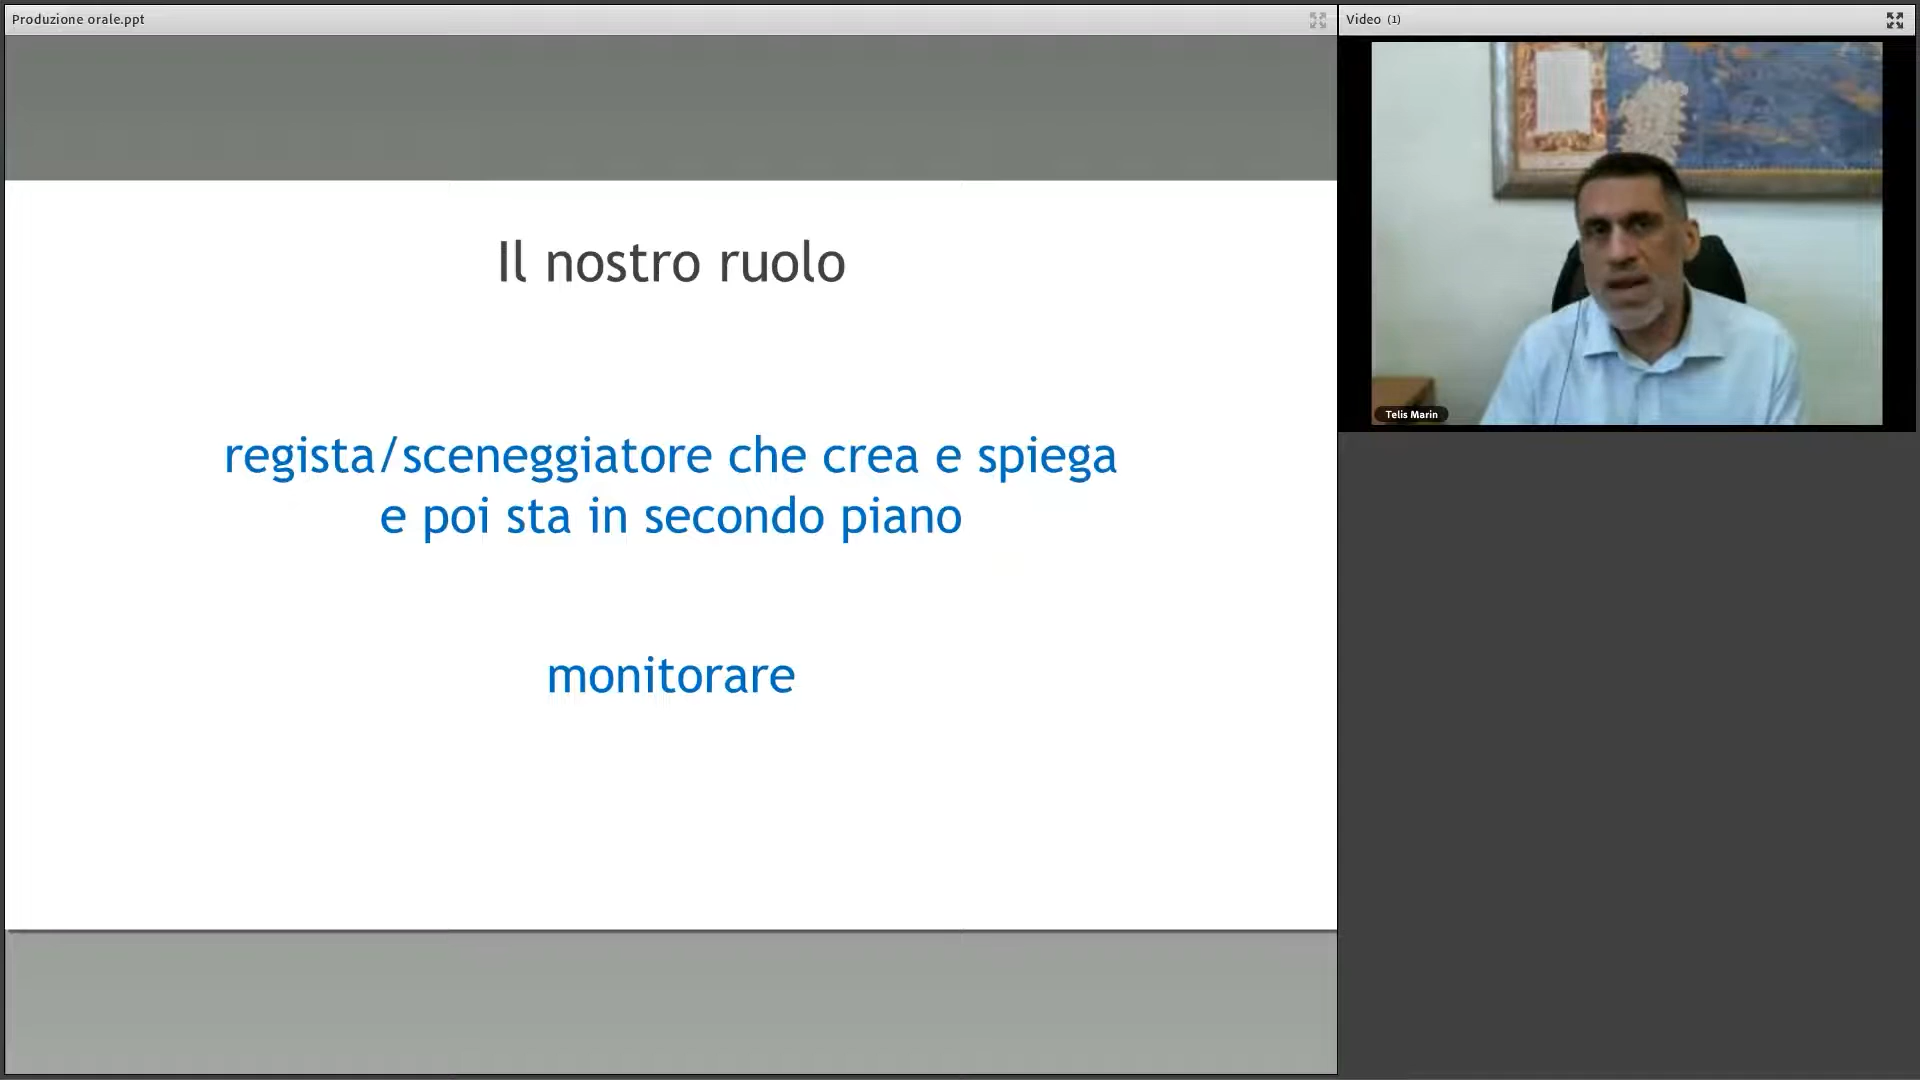 Produzione orale.ppt
Video (1)
Il nostro ruolo
regista/sceneggiatore che crea e spiega
e poi sta in secondo piano
monitorare
Telis Marin